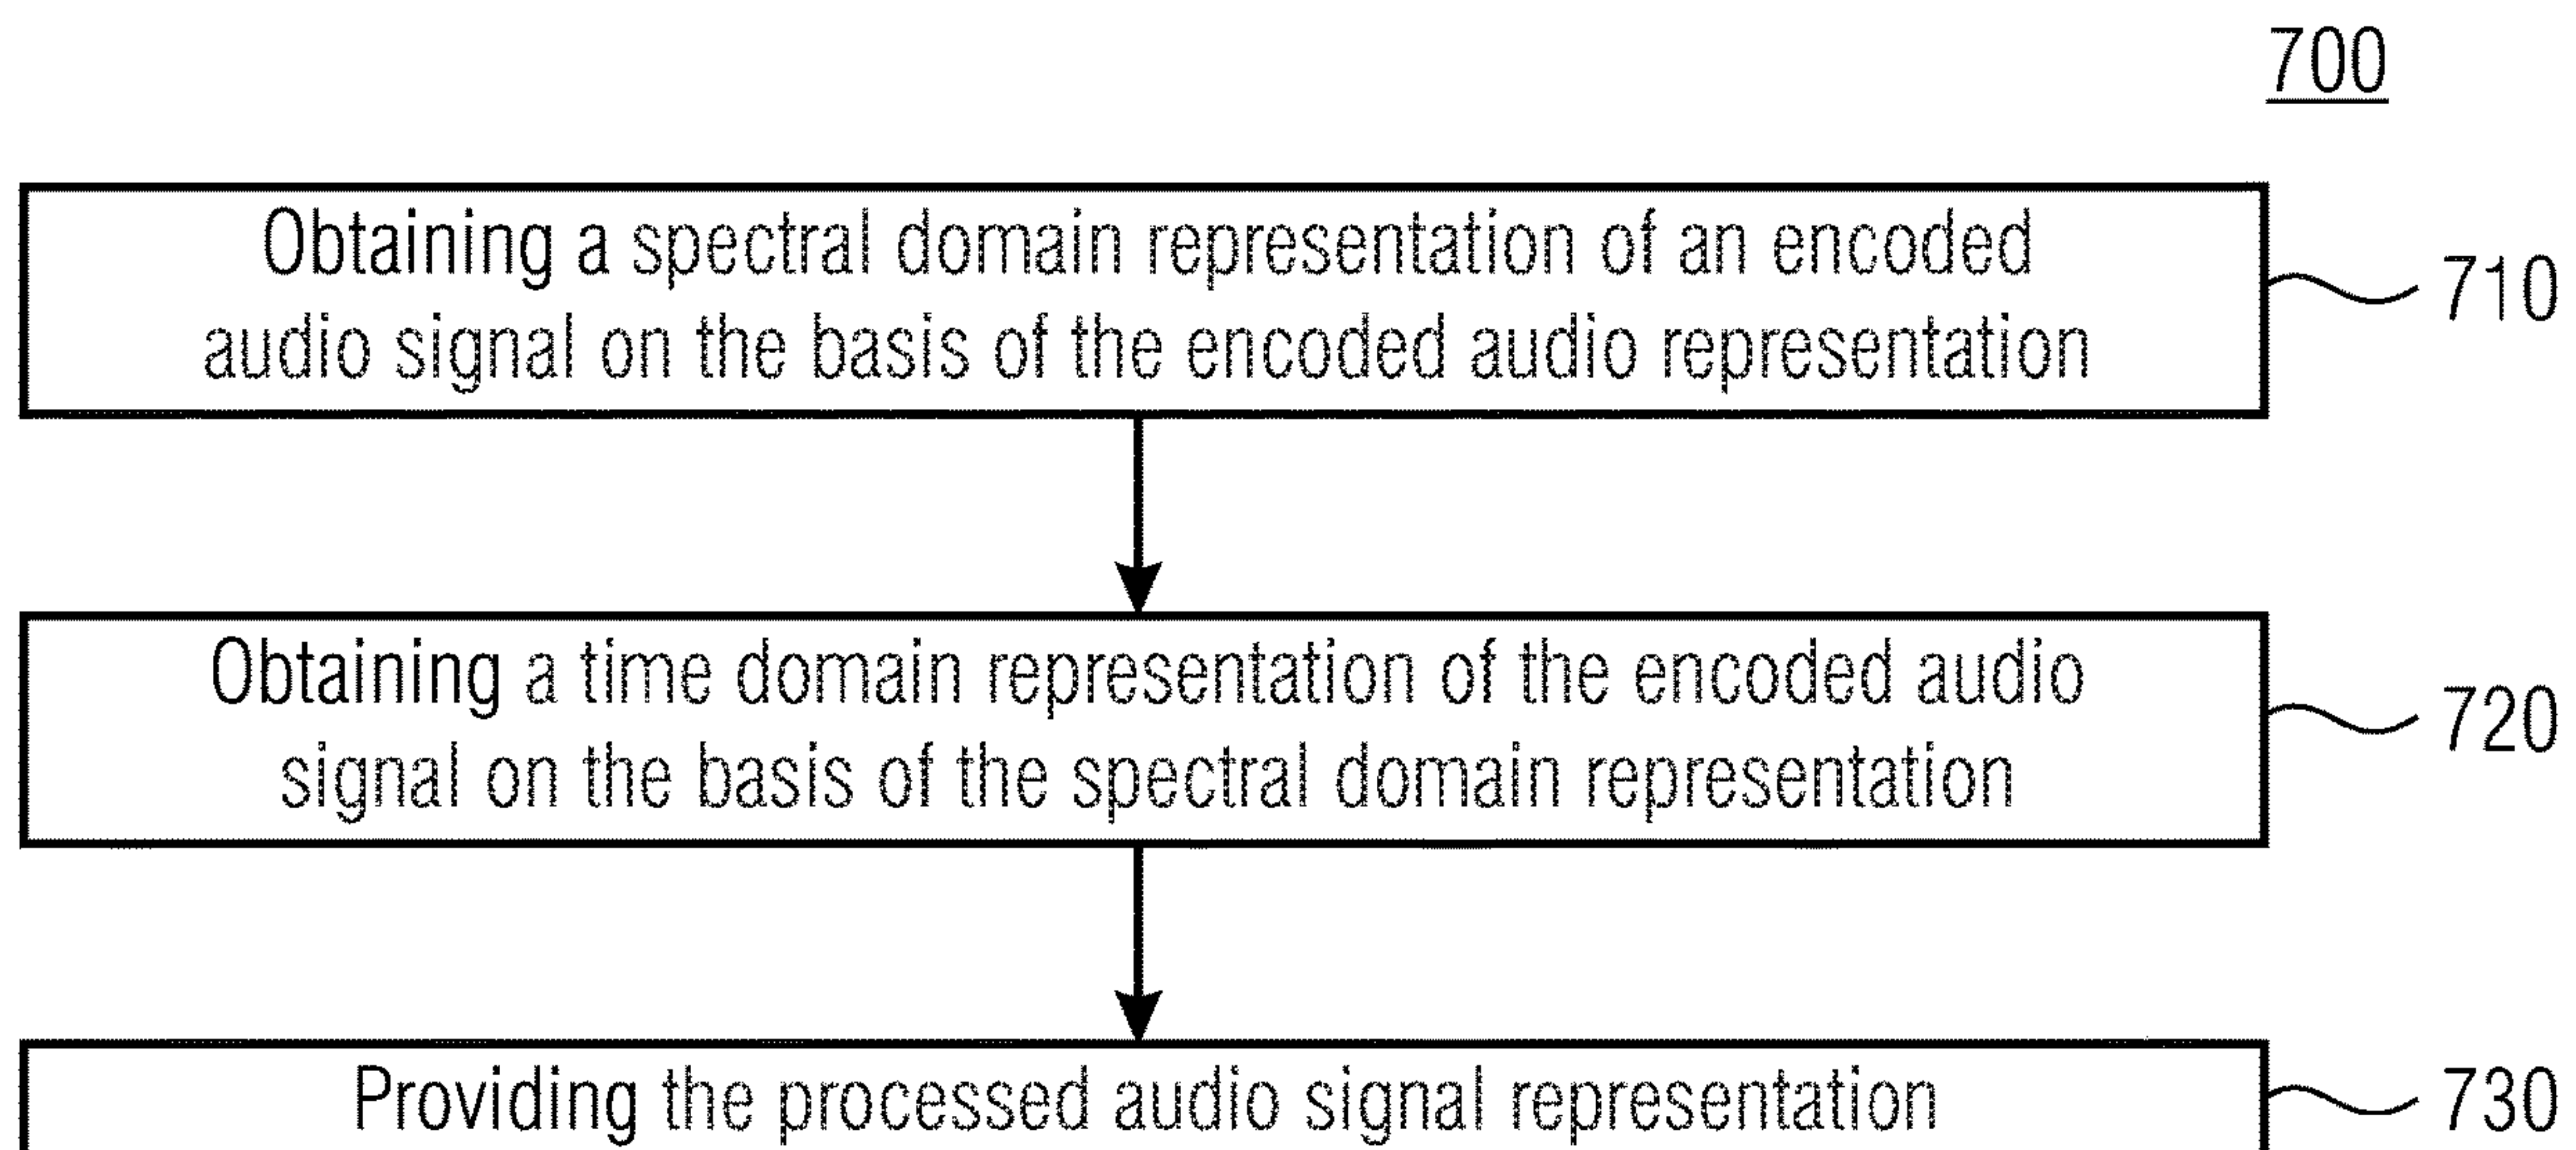 700
Obtaining a spectral domain representation of an encoded
audio signal on the basis of the encoded audio representation
710
Obtaining a time domain representation of the encoded audio
signal on the basis of the spectral domain representation
720
Providing the processed audio signal representation
730